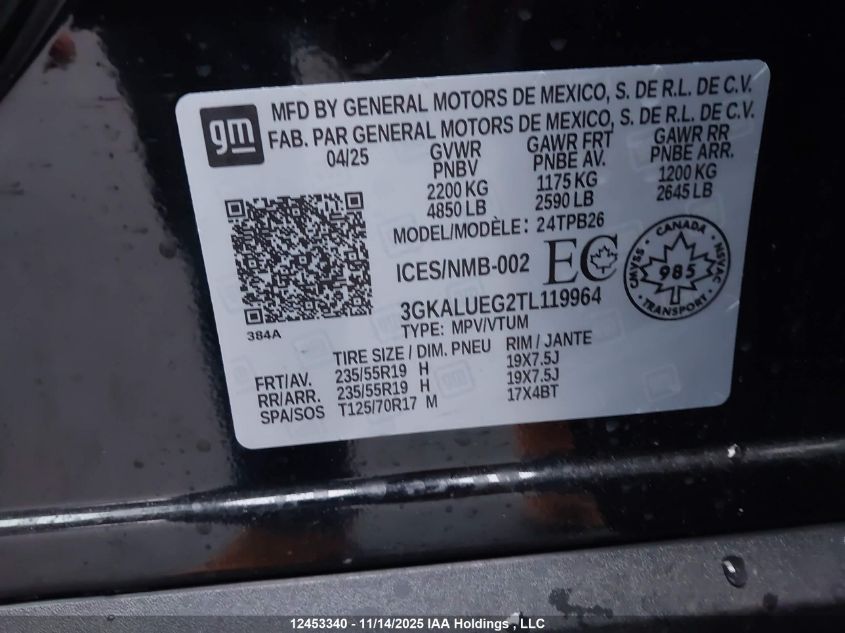 gm
MFD BY GENERAL MOTORS DE MEXICO, S. DE R.L. DE C.V.
FAB. PAR GENERAL MOTORS DE MEXICO, S. DE R.L. DE C.V.
04/25 GVWR GAWR FRT GAWR RR
PNBV PNBE AV. PNBE ARR.
2200 KG 1175 KG 1200 KG
4850 LB 2590 LB 2645 LB
MODEL/MODÈLE: 24TPB26
ICES/NMB-002 EC
CANADA
CMVSS 985 NSVAC
TRANSPORT
3GKALUEG2TL119964
TYPE: MPV/VTUM
384A
TIRE SIZE / DIM. PNEU RIM / JANTE
FRT/AV. 235/55R19 H 19X7.5J
RR/ARR. 235/55R19 H 19X7.5J
SPA/SOS T125/70R17 M 17X4BT
12453340 - 11/14/2025 IAA Holdings , LLC